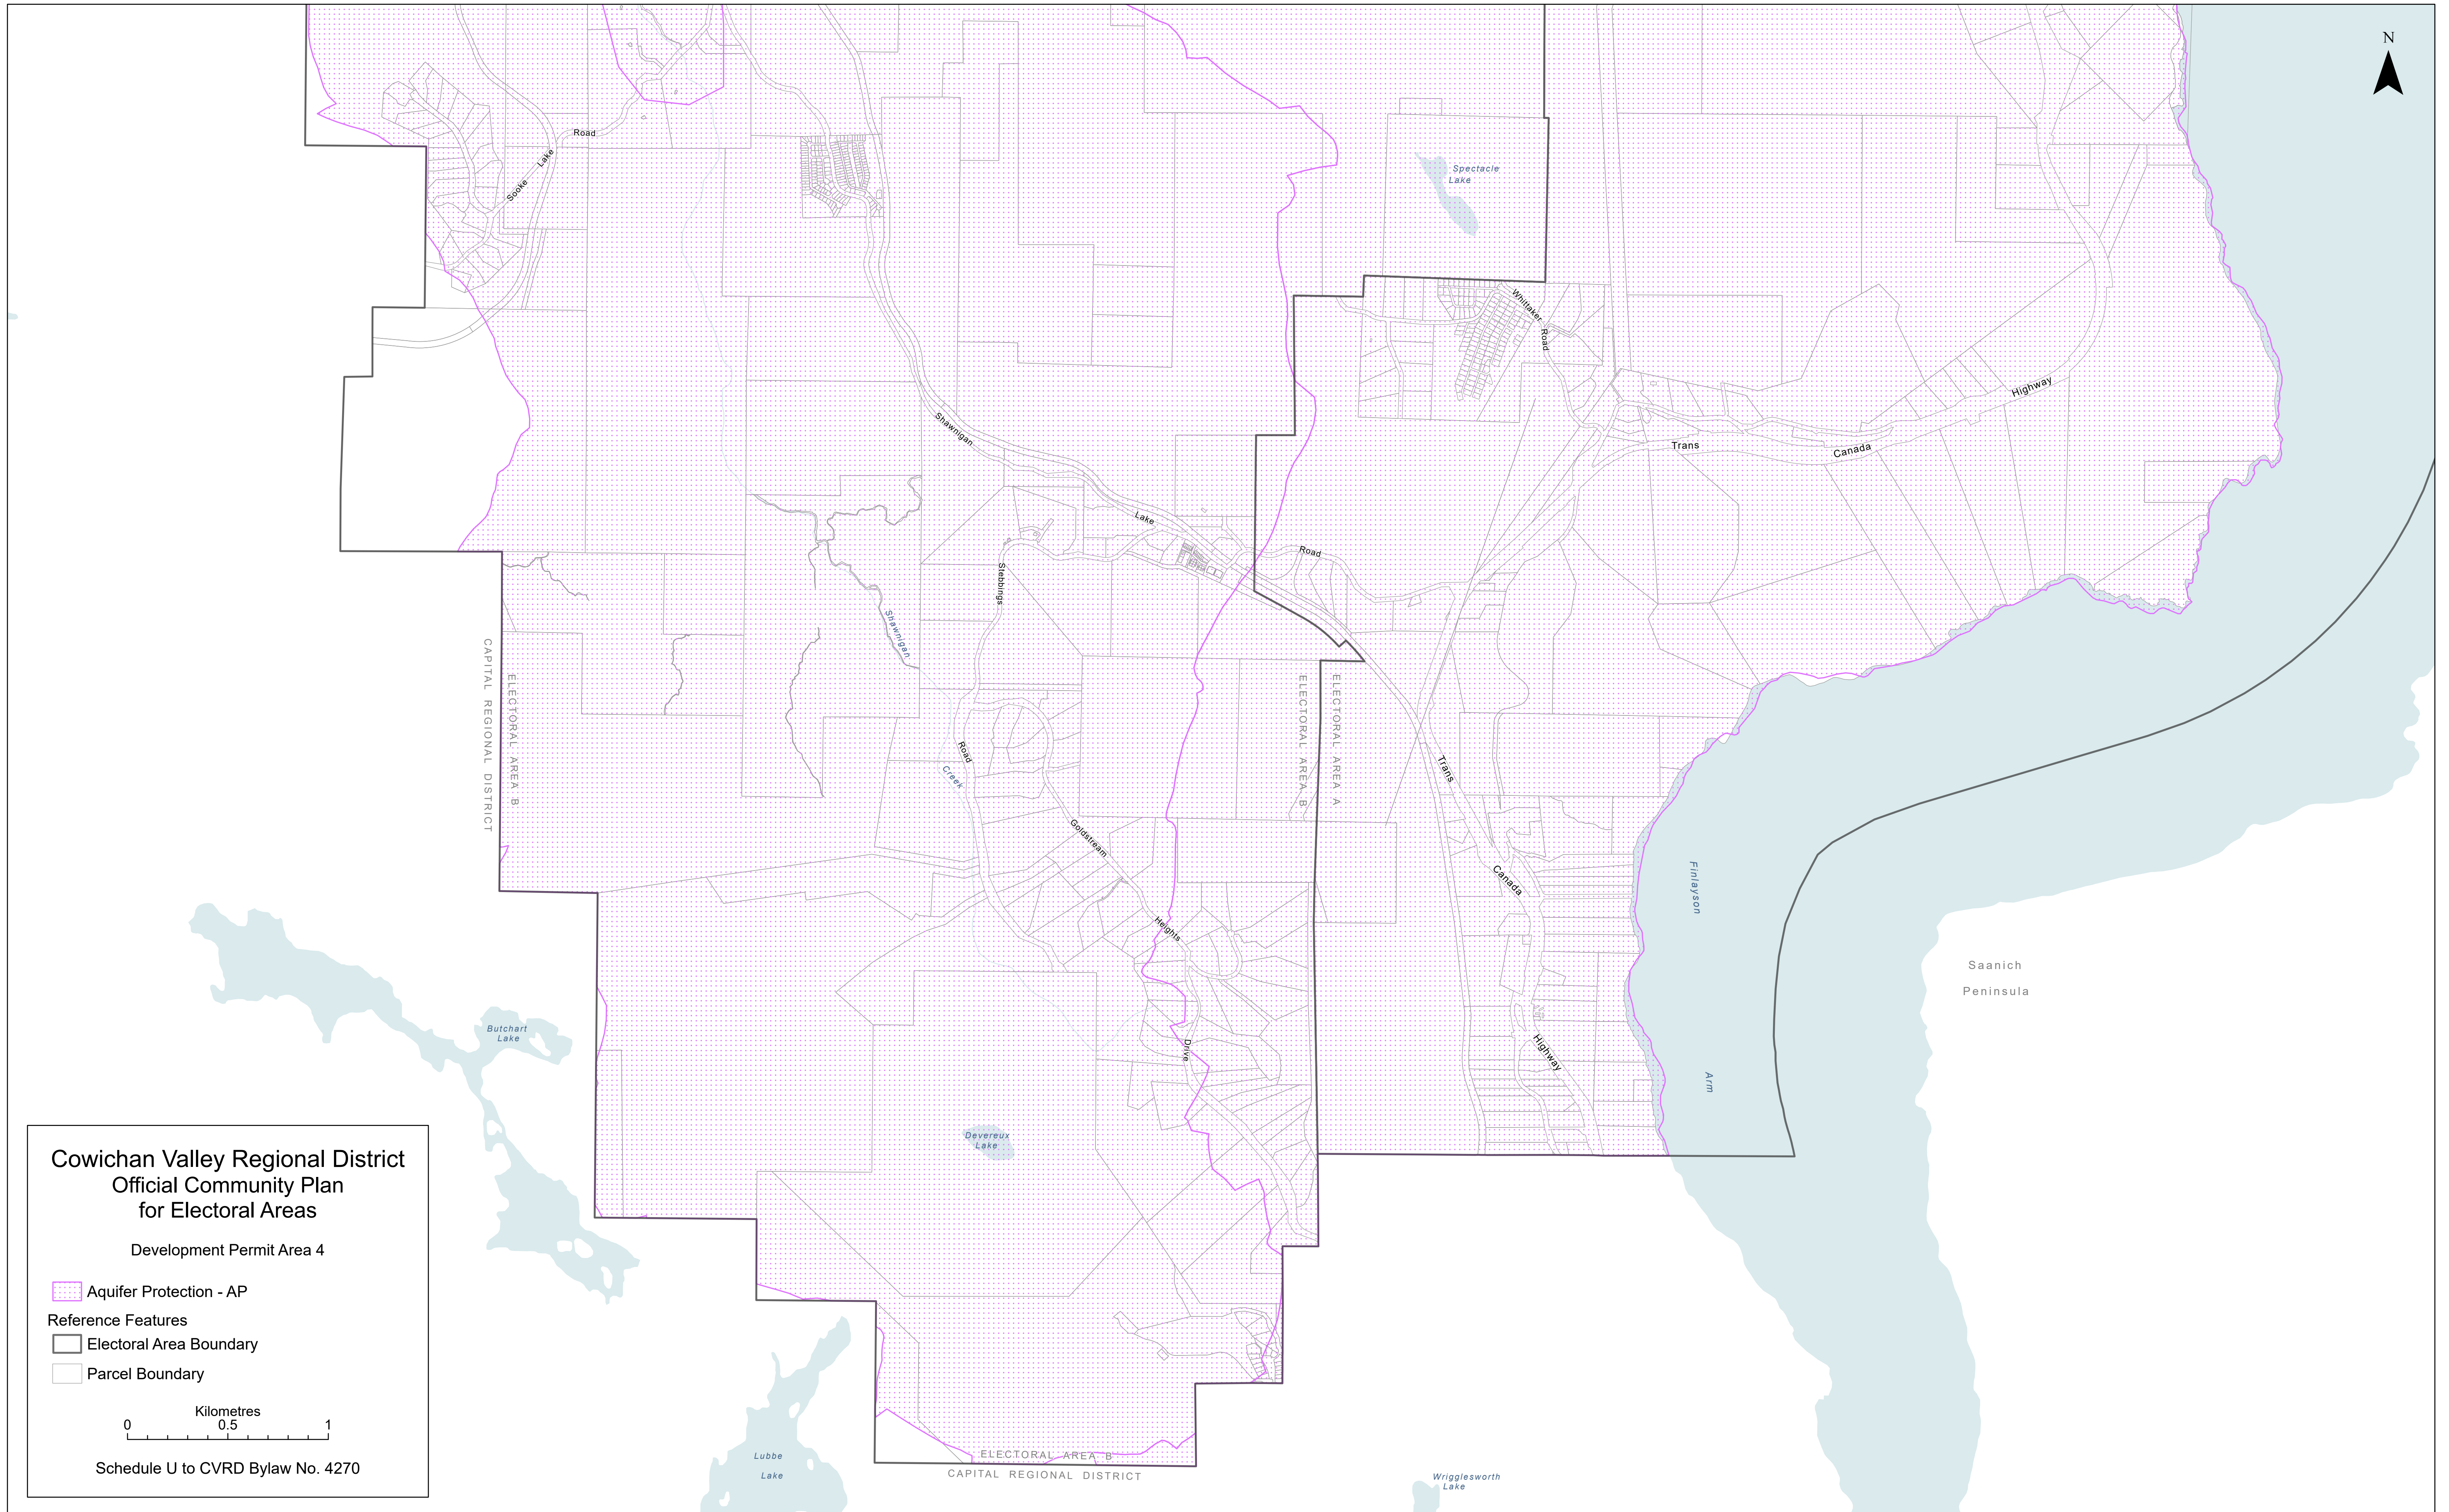 N
Road
Lake
Sooke
Spectacle
Lake
Whittaker
Road
Highway
Shawnigan
Trans
Canada
Lake
Road
Stebbings
Shawnigan
CAPITAL REGIONAL DISTRICT
ELECTORAL AREA B
ELECTORAL AREA B
ELECTORAL AREA A
Road
Creek
Trans
Goldstream
Canada
Finlayson
Heights
Saanich
Peninsula
Butchart
Lake
Drive
Highway
Arm
Devereux
Lake
Cowichan Valley Regional District
Official Community Plan
for Electoral Areas
Development Permit Area 4
Aquifer Protection - AP
Reference Features
Electoral Area Boundary
Parcel Boundary
Kilometres
0 0.5 1
Schedule U to CVRD Bylaw No. 4270
Lubbe
Lake
ELECTORAL AREA B
CAPITAL REGIONAL DISTRICT
Wrigglesworth
Lake